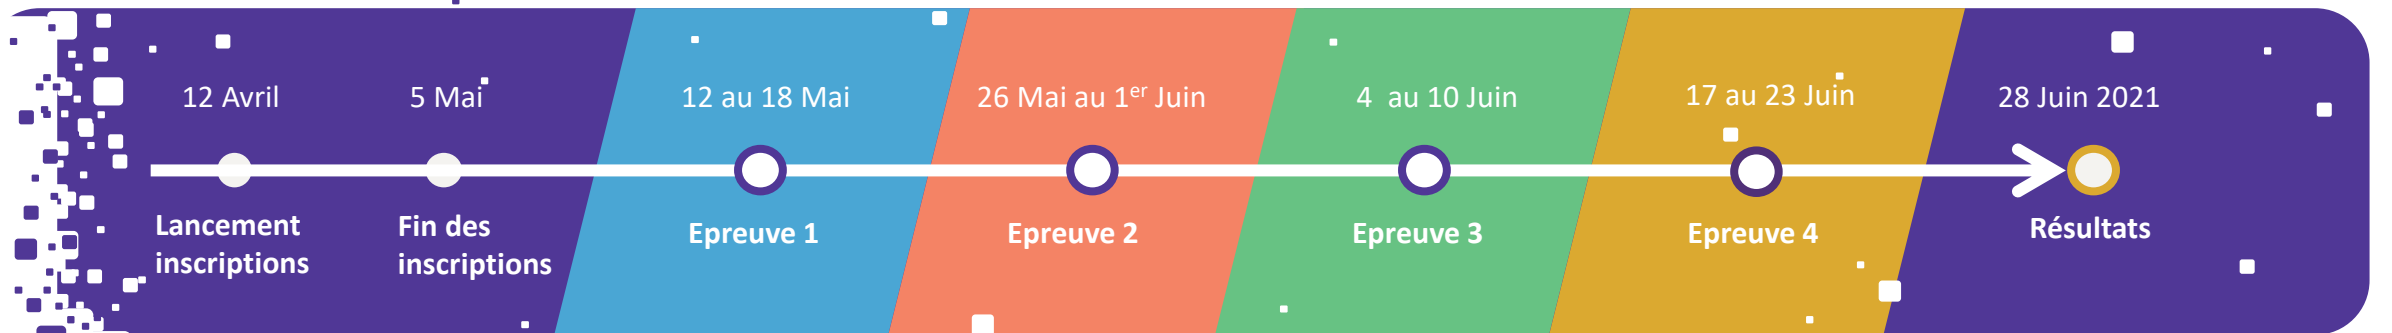 12 Avril
5 Mai
12 au 18 Mai
26 Mai au 1er Juin
4 au 10 Juin
17 au 23 Juin
28 Juin 2021
Lancement
inscriptions
Fin des
inscriptions
Epreuve 1
Epreuve 2
Epreuve 3
Epreuve 4
Résultats